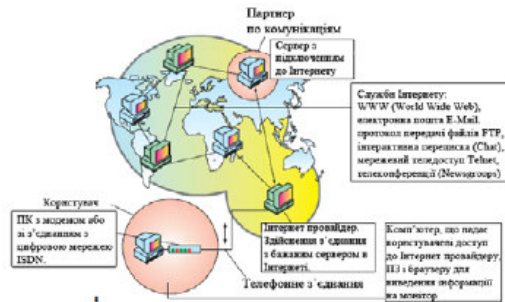 Партнер
по комунікаціям
Сервер з
підключенням
до Інтернету
Служби Інтернету:
WWW (World Wide Web),
електронна пошта E-Mail.
протокол передачі файлів FTP,
інтерактивна переписка (Chat),
мережевий теледоступ Telnet,
телеконференції (Newsgroups)
Користувач
ПК з модемом або
зі з'єднанням з
цифровою мережею
ISDN.
Інтернет провайдер.
Здійснення з'єднання
з бажаним сервером в
Інтернеті.
Телефонне з'єднання
Комп'ютер, що надає
користувачеві доступ
до Інтернет провайдеру,
ПЗ з браузеру для
виведення інформації
на монітор